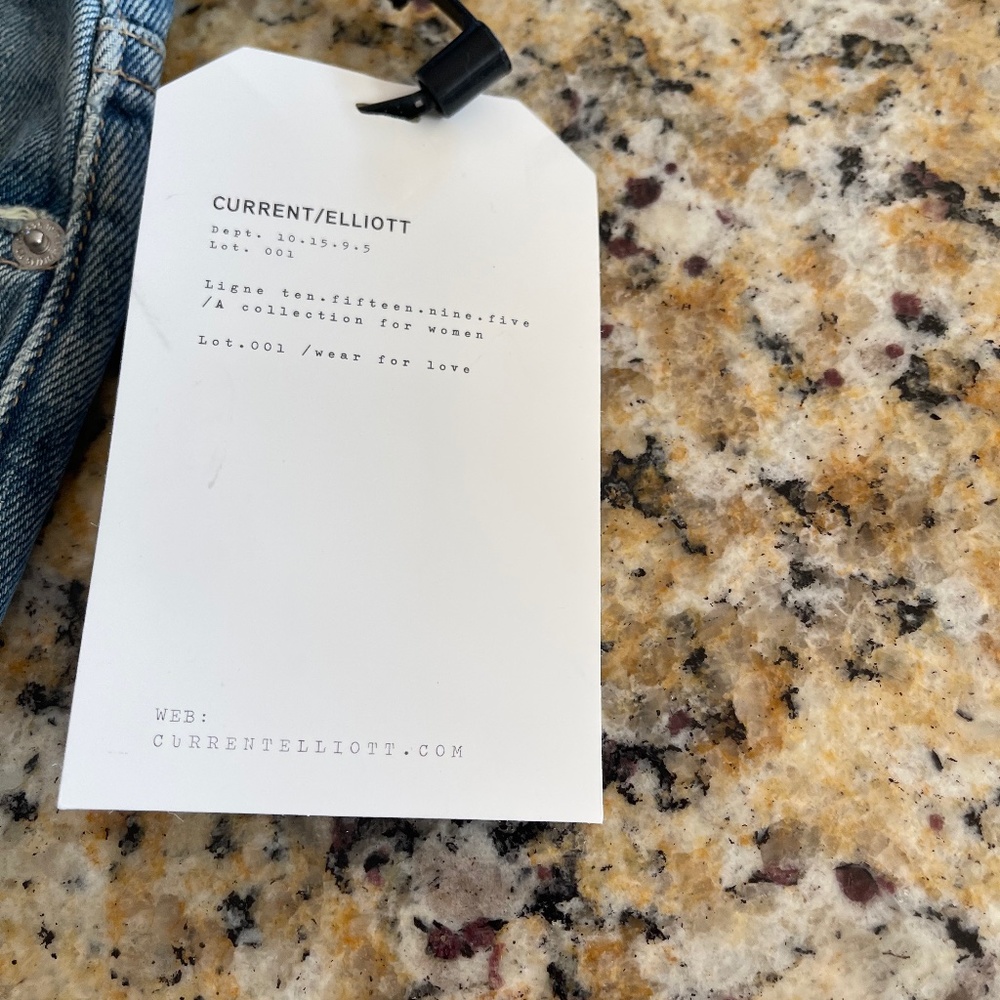 CURRENT/ELLIOTT
Dept. 10.15.9.5
Lot. 001
Ligne ten.fifteen.nine.five
/A collection for women
Lot.001 /wear for love
WEB:
CURRENTELLIOTT.COM